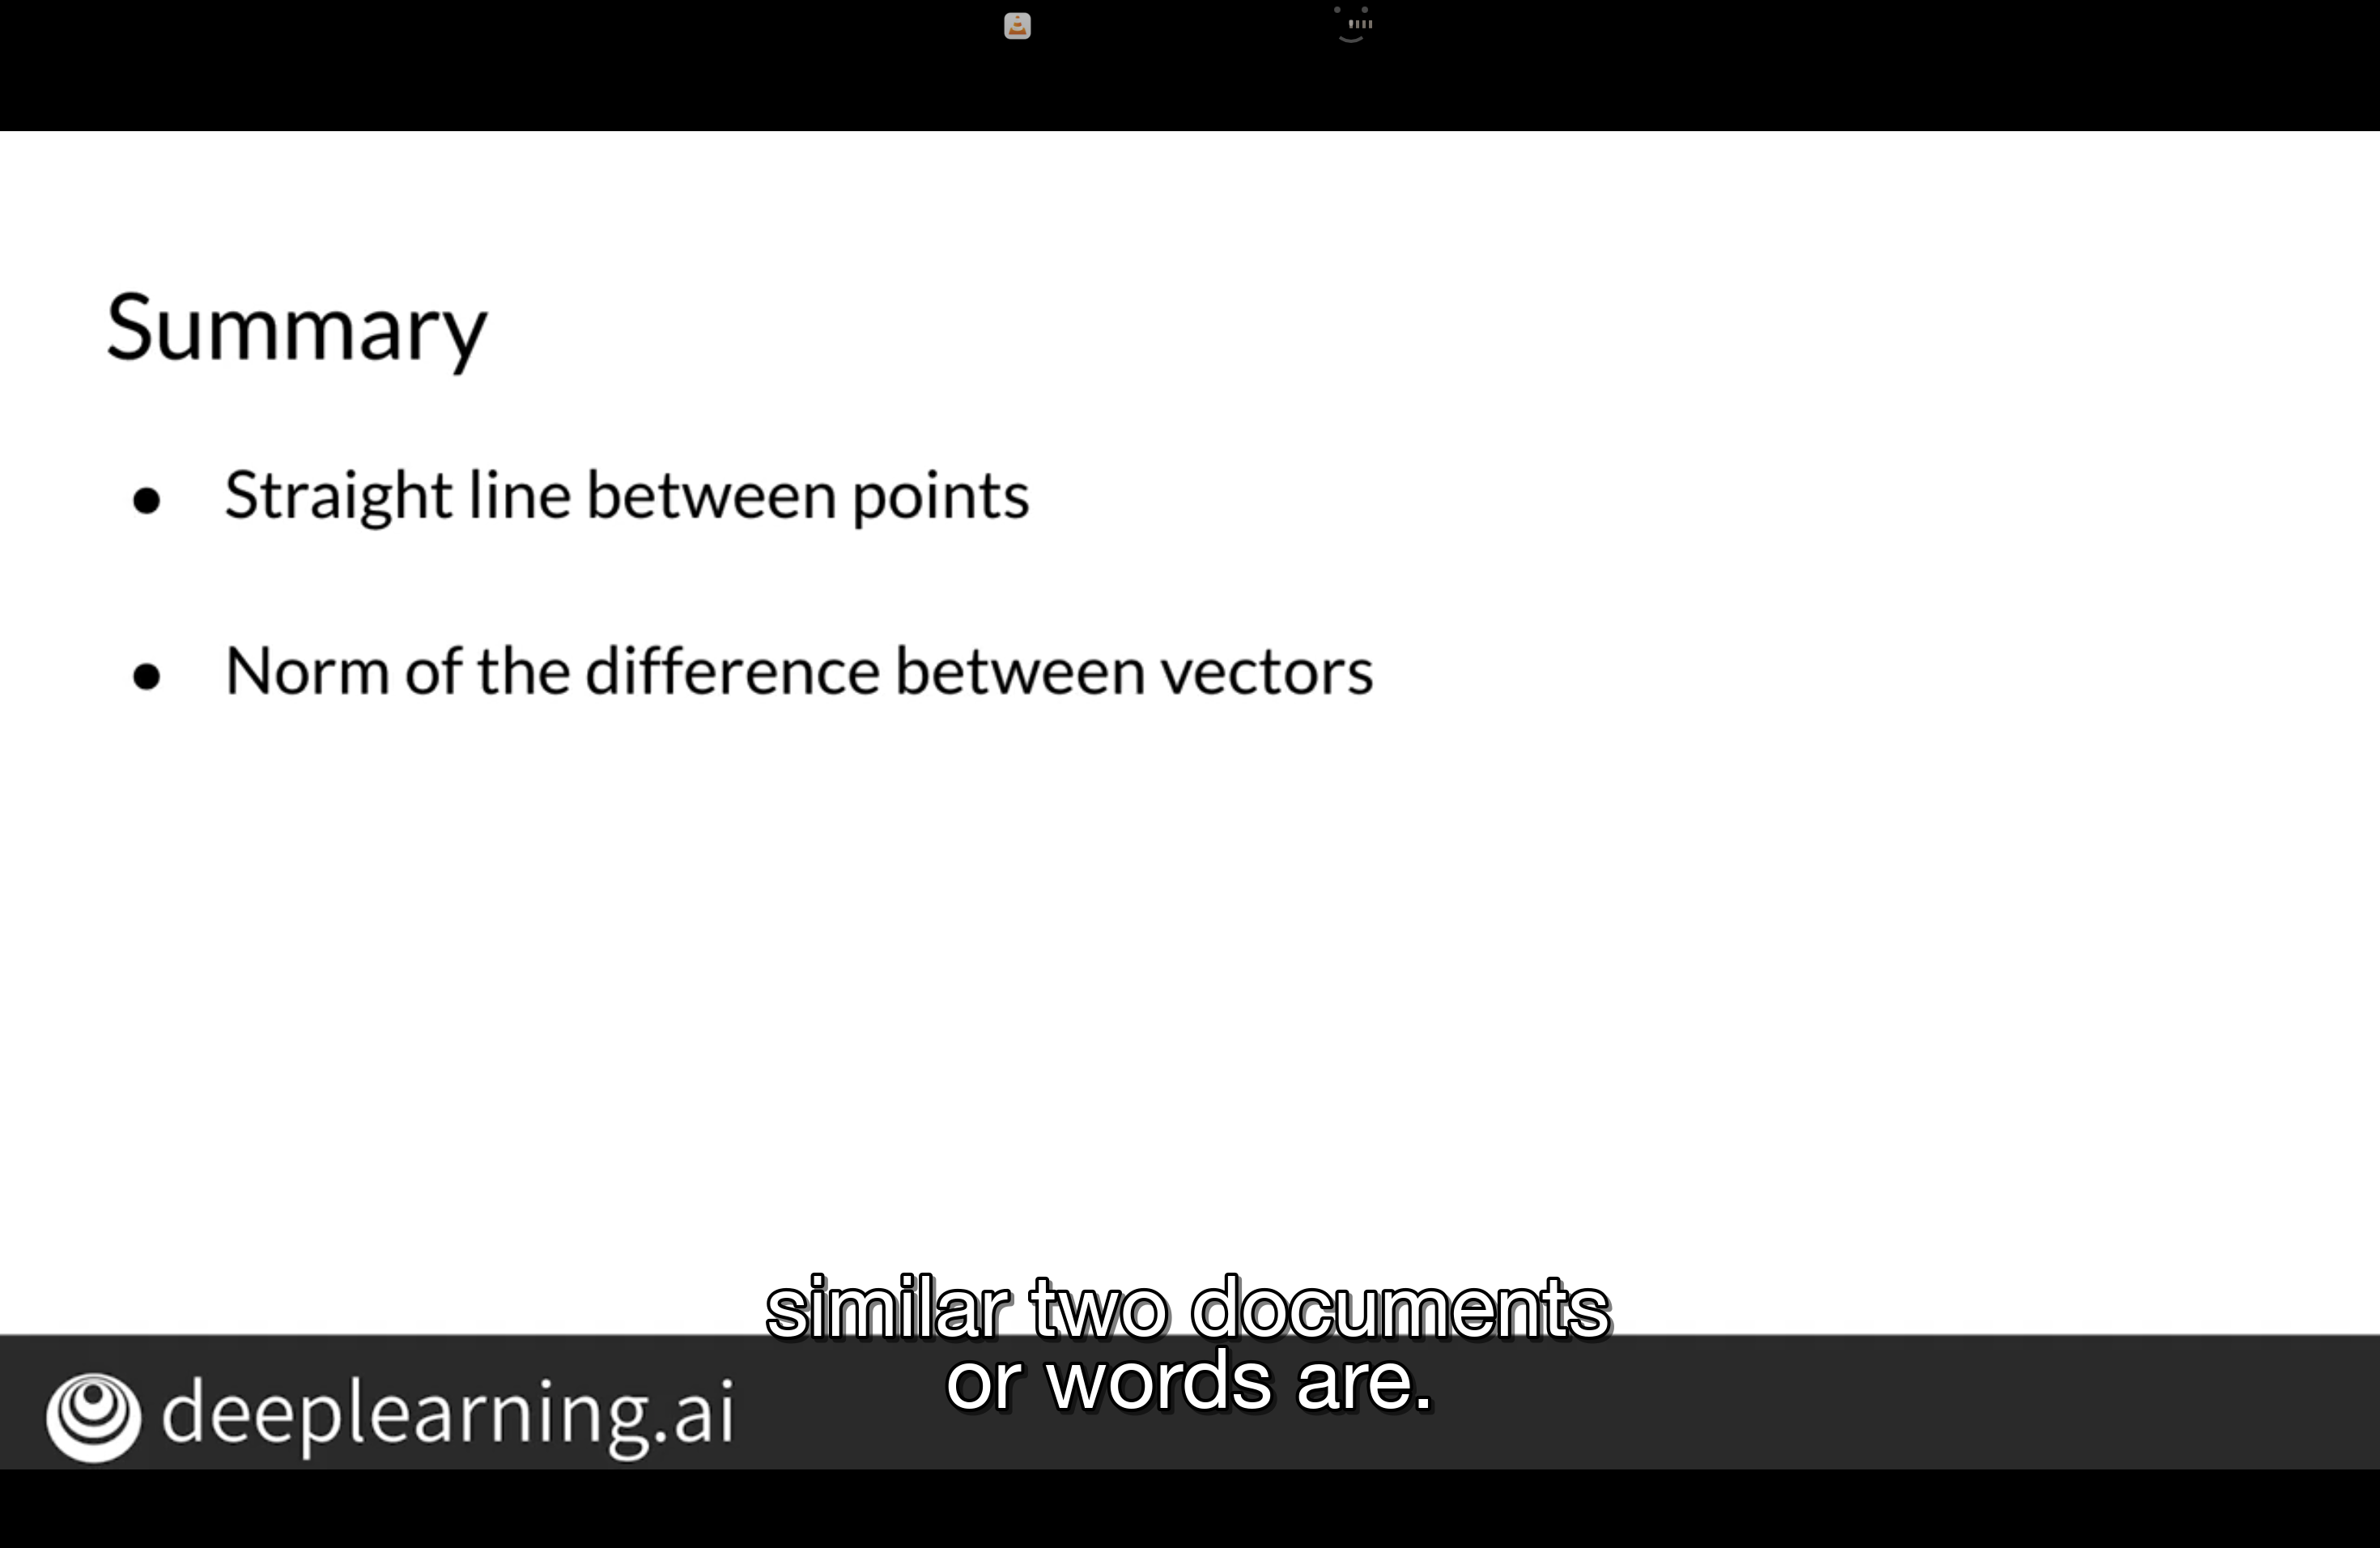 Summary
● Straight line between points
● Norm of the difference between vectors
similar two documents
or words are.
deeplearning.ai